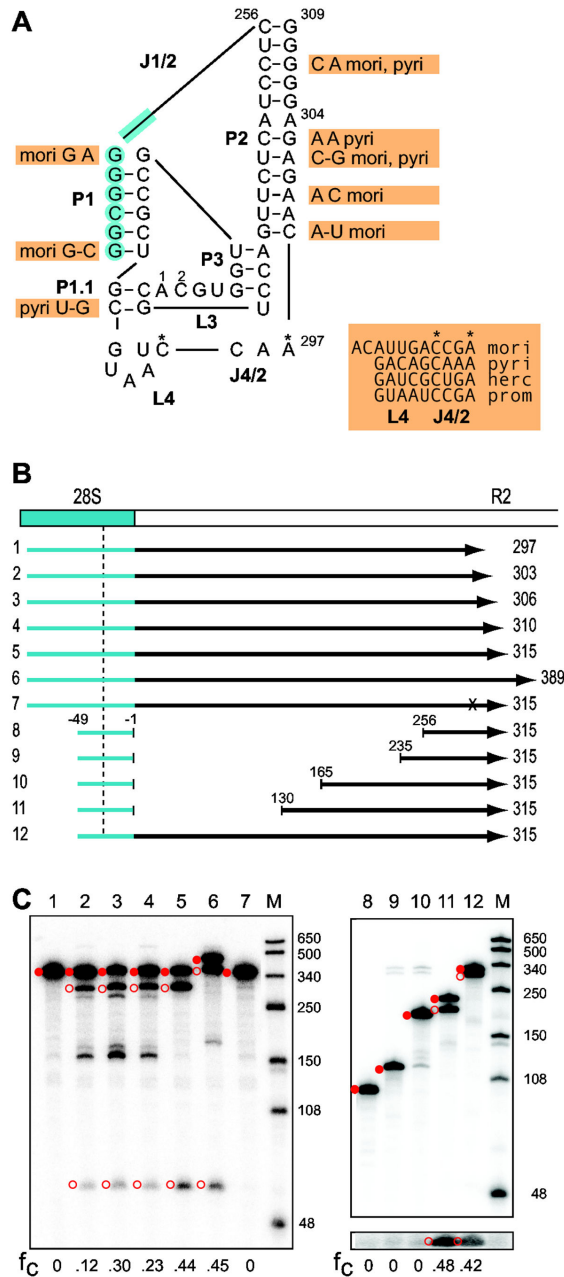 A
256 C–G 309
U–G
C–G
J1/2
C–G C A mori, pyri
U–G
A A 304
P2 C–G A A pyri
U–A C–G mori, pyri
C–G
mori G A G G
G–C
U–A A C mori
P1 G–C
U–A
C–G
G–C A-U mori
G–C
mori G-C G–U
P3 U–A
G–C
P1.1 1 2
G–C A C G U G–C
pyri U-G C–G U
L3
G U C * C A A * 297
U A A
L4 J4/2
* *
ACAUUGACCGA mori
GACAGCAAA pyri
GAUCGCUGA herc
GUAAUCCGA prom
L4 J4/2
B
28S R2
1 297
2 303
3 306
4 310
5 315
6 389
7 X 315
8 -49 -1 256 315
9 235 315
10 165 315
11 130 315
12 315
C
1 2 3 4 5 6 7 M
650
500
340
250
150
108
48
fC 0 .12 .30 .23 .44 .45 0
8 9 10 11 12 M
650
500
340
250
150
108
48
0 0 0 .48 .42